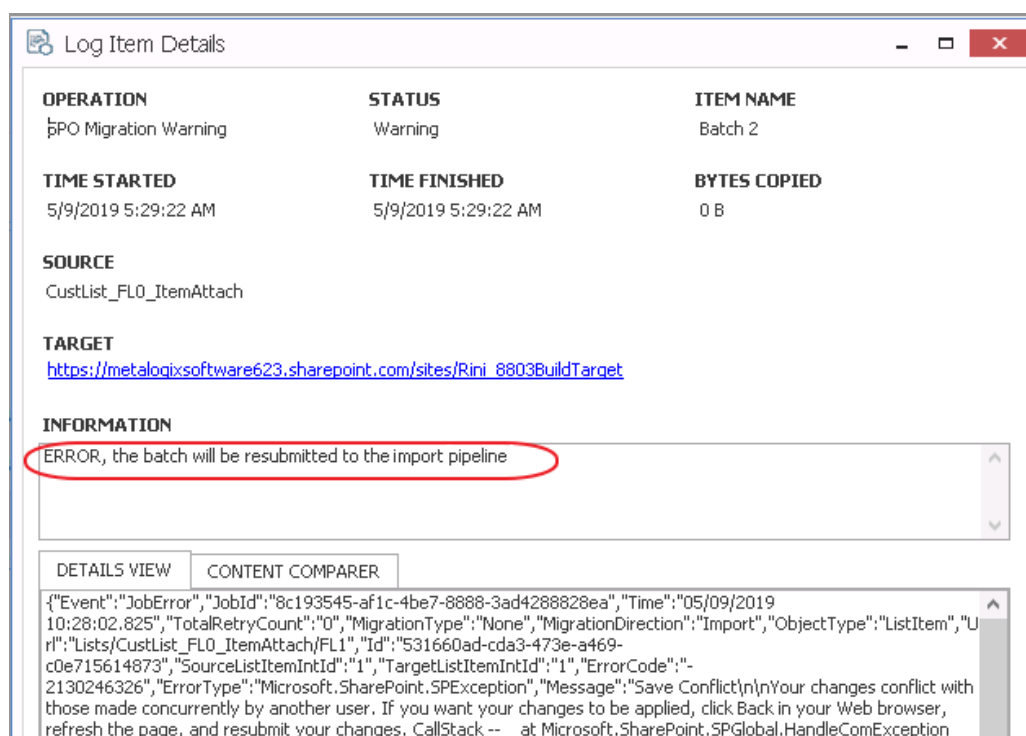 Log Item Details
OPERATION STATUS ITEM NAME
SPO Migration Warning Warning Batch 2
TIME STARTED TIME FINISHED BYTES COPIED
5/9/2019 5:29:22 AM 5/9/2019 5:29:22 AM 0 B
SOURCE
CustList_FL0_ItemAttach
TARGET
https://metalogixsoftware623.sharepoint.com/sites/Rini_8803BuildTarget
INFORMATION
ERROR, the batch will be resubmitted to the import pipeline
DETAILS VIEW CONTENT COMPARER
{"Event":"JobError","JobId":"8c193545-af1c-4be7-8888-3ad4288828ea","Time":"05/09/2019
10:28:02.825","TotalRetryCount":"0","MigrationType":"None","MigrationDirection":"Import","ObjectType":"ListItem","U
rl":"Lists/CustList_FL0_ItemAttach/FL1","Id":"531660ad-cda3-473e-a469-
c0e715614873","SourceListItemIntId":"1","TargetListItemIntId":"1","ErrorCode":"-
2130246326","ErrorType":"Microsoft.SharePoint.SPException","Message":"Save Conflict\n\nYour changes conflict with
those made concurrently by another user. If you want your changes to be applied, click Back in your Web browser,
refresh the page, and resubmit your changes. CallStack -- at Microsoft.SharePoint.SPGlobal.HandleComException